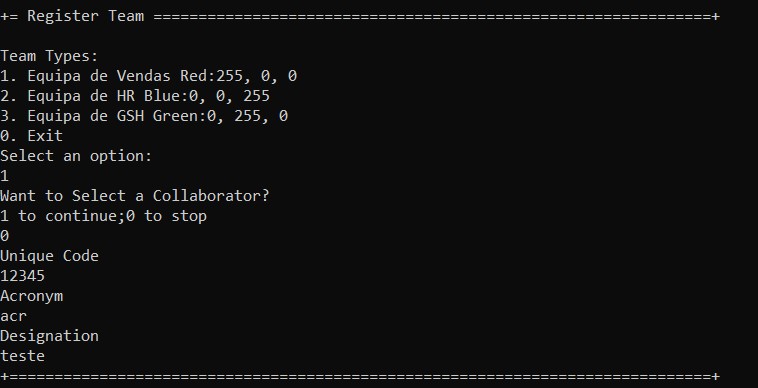 += Register Team ==============================================================+
Team Types:
1. Equipa de Vendas Red:255, 0, 0
2. Equipa de HR Blue:0, 0, 255
3. Equipa de GSH Green:0, 255, 0
0. Exit
Select an option:
1
Want to Select a Collaborator?
1 to continue;0 to stop
0
Unique Code
12345
Acronym
acr
Designation
teste
+==============================================================================+